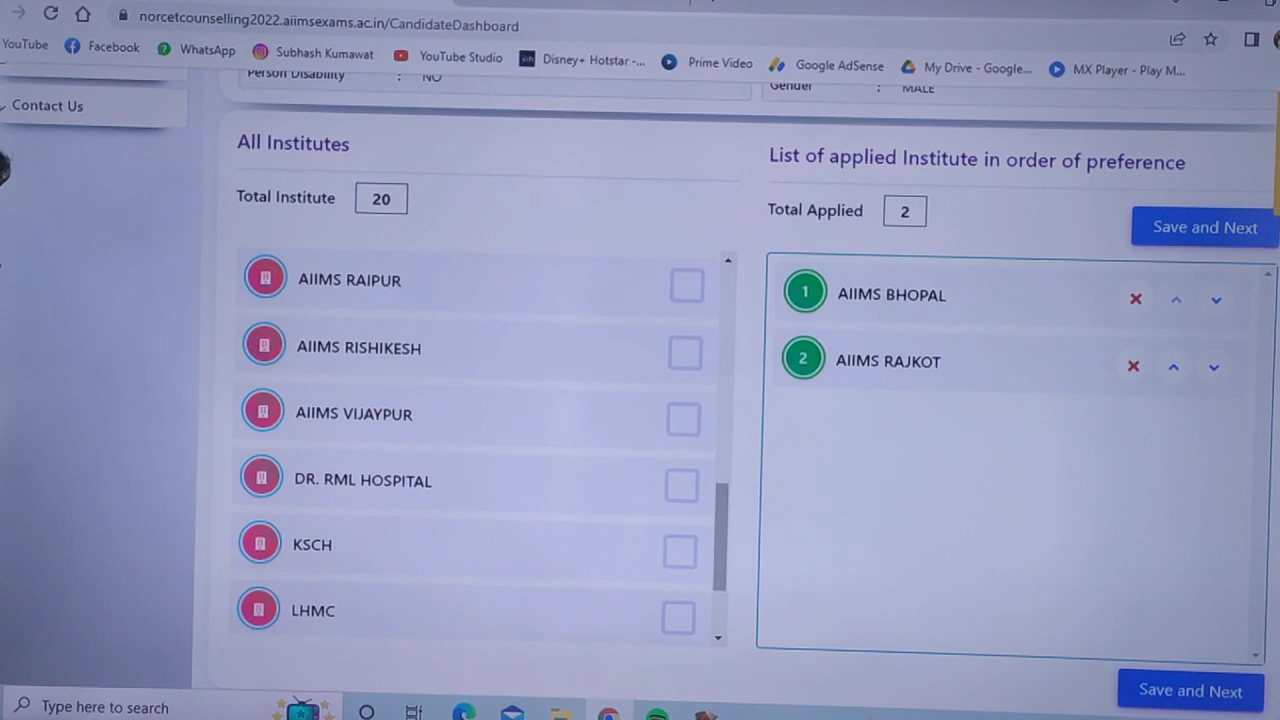 norcetcounselling2022.aiimsexams.ac.in/CandidateDashboard
YouTube Facebook WhatsApp Subhash Kumawat YouTube Studio Disney+ Hotstar -... Prime Video Google AdSense My Drive - Google... MX Player - Play M...
Person Disability : NO
Gender : MALE
Contact Us
All Institutes
List of applied Institute in order of preference
Total Institute 20
Total Applied 2
Save and Next
AIIMS RAIPUR
AIIMS RISHIKESH
AIIMS VIJAYPUR
DR. RML HOSPITAL
KSCH
LHMC
1 AIIMS BHOPAL
2 AIIMS RAJKOT
Save and Next
Type here to search